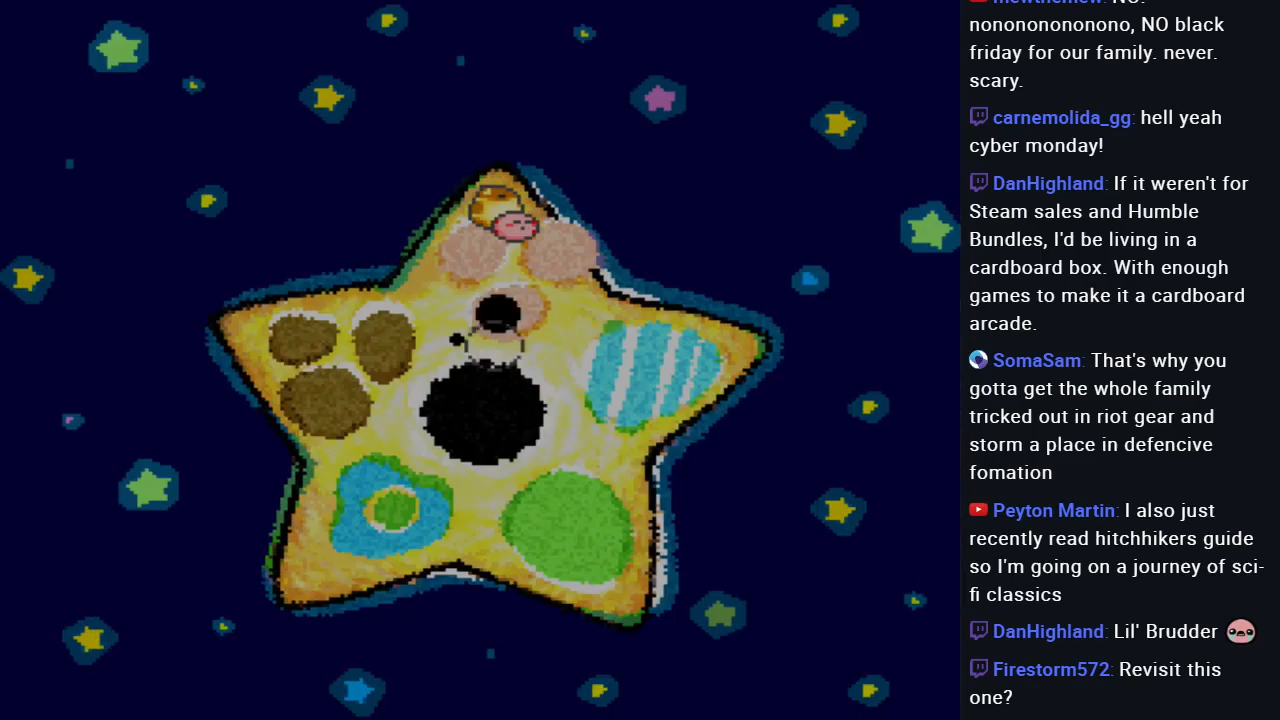 nononononononο, NO black
friday for our family. never.
scary.
carnemolida_gg: hell yeah
cyber monday!
DanHighland: If it weren't for
Steam sales and Humble
Bundles, I'd be living in a
cardboard box. With enough
games to make it a cardboard
arcade.
SomaSam: That's why you
gotta get the whole family
tricked out in riot gear and
storm a place in defencive
fomation
Peyton Martin: I also just
recently read hitchhikers guide
so I'm going on a journey of sci-
fi classics
DanHighland: Lil' Brudder
Firestorm572: Revisit this
one?